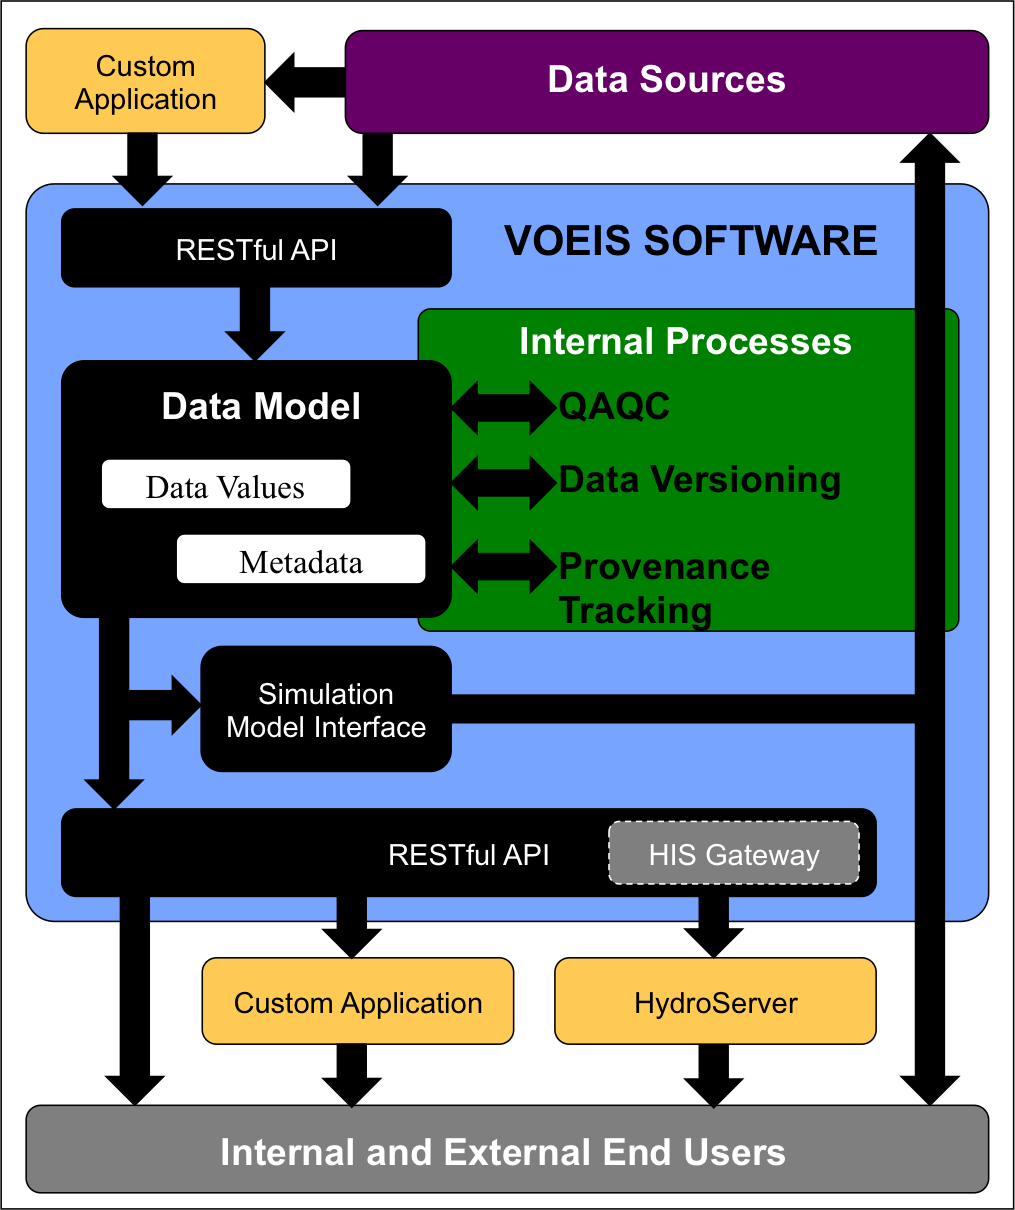 Custom
Application
Data Sources
RESTful API
VOEIS SOFTWARE
Internal Processes
Data Model
QAQC
Data Values
Data Versioning
Metadata
Provenance
Tracking
Simulation
Model Interface
RESTful API
HIS Gateway
Custom Application
HydroServer
Internal and External End Users